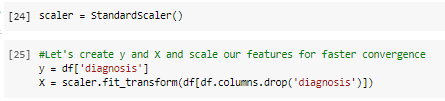 [24] scaler = StandardScaler()
[25] #Let's create y and X and scale our features for faster convergence
y = df['diagnosis']
X = scaler.fit_transform(df[df.columns.drop('diagnosis')])